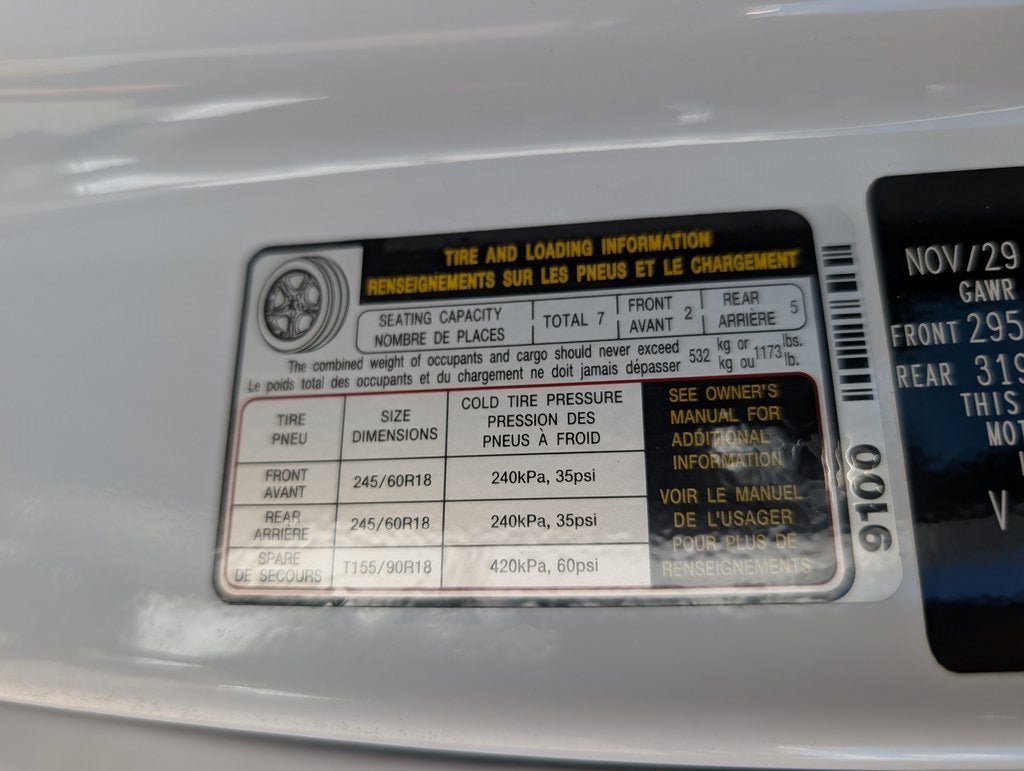 TIRE AND LOADING INFORMATION
RENSEIGNEMENTS SUR LES PNEUS ET LE CHARGEMENT
SEATING CAPACITY
NOMBRE DE PLACES
TOTAL 7
FRONT
AVANT 2
REAR
ARRIÈRE 5
The combined weight of occupants and cargo should never exceed 532 kg or 1173 lbs.
Le poids total des occupants et du chargement ne doit jamais dépasser 532 kg ou 1173 lb.
TIRE
PNEU
SIZE
DIMENSIONS
COLD TIRE PRESSURE
PRESSION DES
PNEUS À FROID
FRONT
AVANT
245/60R18
240kPa, 35psi
REAR
ARRIÈRE
245/60R18
240kPa, 35psi
SPARE
DE SECOURS
T155/90R18
420kPa, 60psi
SEE OWNER'S
MANUAL FOR
ADDITIONAL
INFORMATION
VOIR LE MANUEL
DE L'USAGER
POUR PLUS DE
RENSEIGNEMENTS
9100
NOV/29
GAWR
FRONT 295
REAR 319
THIS
MOT
V